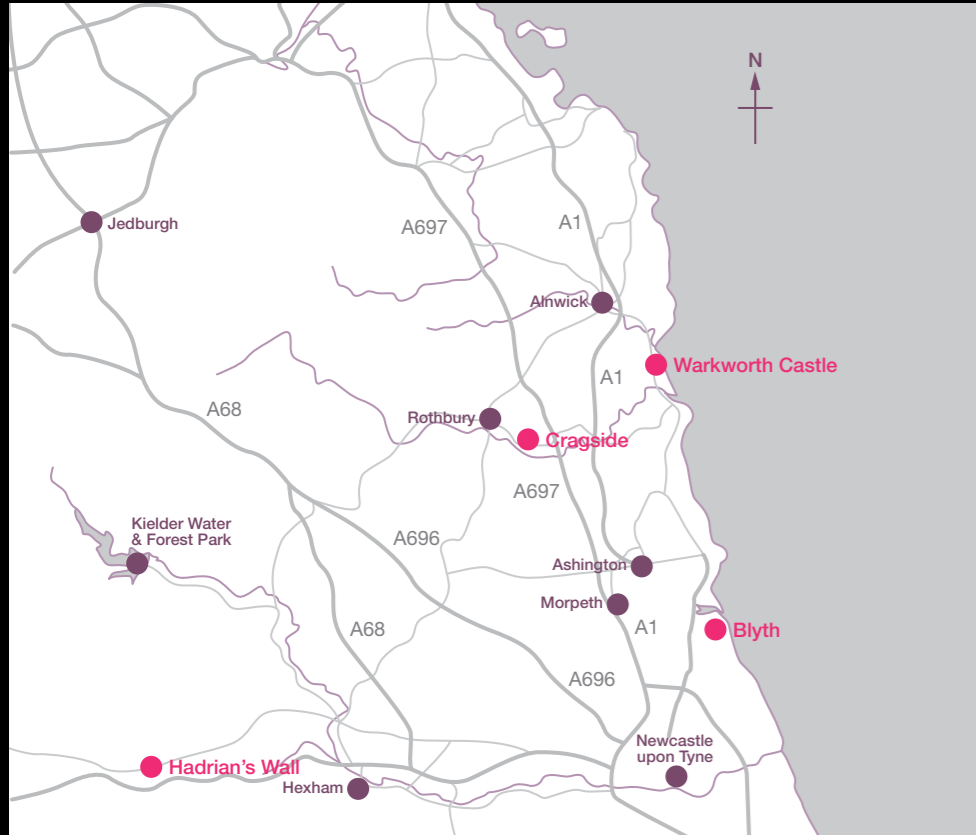 N
Jedburgh
A697
A1
Alnwick
Warkworth Castle
A1
A68
Rothbury
Cragside
A697
Kielder Water
& Forest Park
A696
Ashington
Morpeth
A1
A68
Blyth
A696
Newcastle
upon Tyne
Hadrian's Wall
Hexham